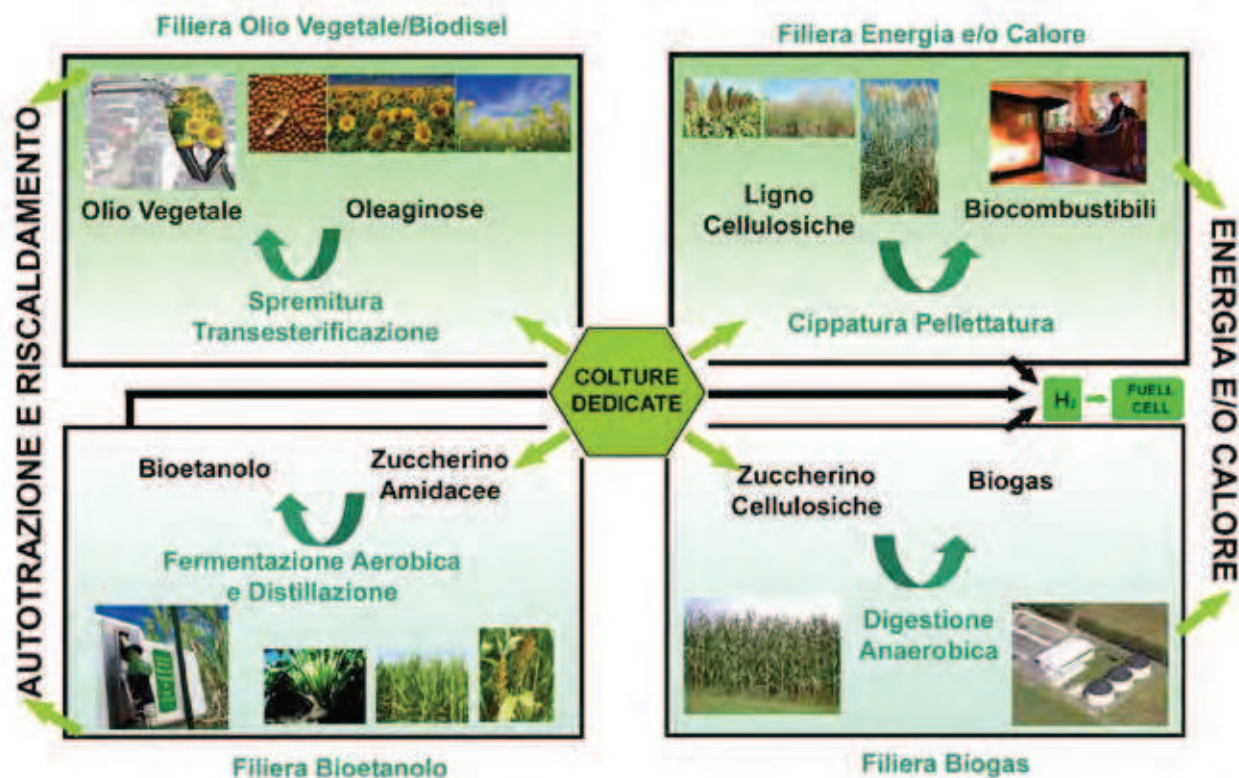 Filiera Olio Vegetale/Biodisel
Filiera Energia e/o Calore
AUTOTRAZIONE E RISCALDAMENTO
Olio Vegetale
Oleaginose
Spremitura
Transesterificazione
Ligno
Cellulosiche
Biocombustibili
Cippatura Pellettatura
ENERGIA E/O CALORE
COLTURE
DEDICATE
H₂
FUELL
CELL
Bioetanolo
Zuccherino
Amidacee
Fermentazione Aerobica
e Distillazione
Zuccherino
Cellulosiche
Biogas
Digestione
Anaerobica
Filiera Bioetanolo
Filiera Biogas